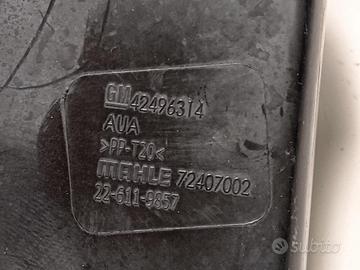 GM 42496314
AUA
>PP-T20<
MAHLE 72407002
22-611-9857
subito